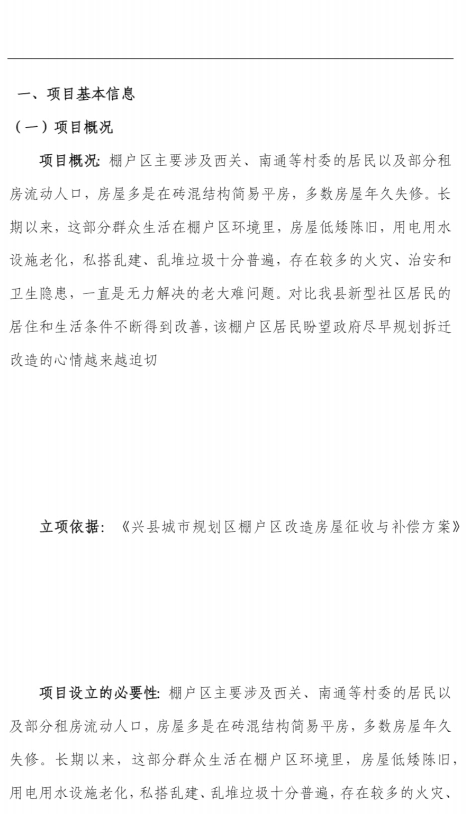 一、项目基本信息
（一）项目概况
项目概况：棚户区主要涉及西关、南通等村委的居民以及部分租
房流动人口，房屋多是在砖混结构简易平房，多数房屋年久失修。长
期以来，这部分群众生活在棚户区环境里，房屋低矮陈旧，用电用水
设施老化，私搭乱建、乱堆垃圾十分普遍，存在较多的火灾、治安和
卫生隐患，一直是无力解决的老大难问题。对比我县新型社区居民的
居住和生活条件不断得到改善，该棚户区居民盼望政府尽早规划拆迁
改造的心情越来越迫切
立项依据：《兴县城市规划区棚户区改造房屋征收与补偿方案》
项目设立的必要性：棚户区主要涉及西关、南通等村委的居民以
及部分租房流动人口，房屋多是在砖混结构简易平房，多数房屋年久
失修。长期以来，这部分群众生活在棚户区环境里，房屋低矮陈旧，
用电用水设施老化，私搭乱建、乱堆垃圾十分普遍，存在较多的火灾、